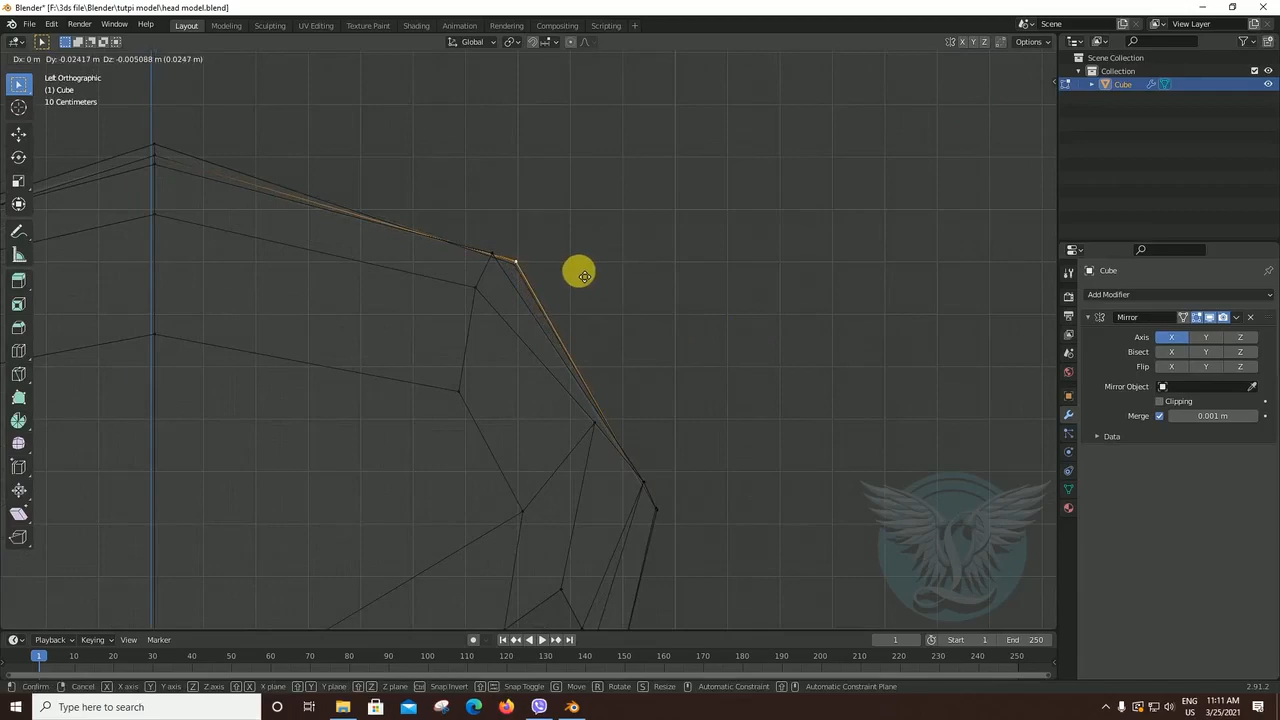 Blender* [F:\3ds file\Blender\tutpi model\head model.blend]
File Edit Render Window Help Layout Modeling Sculpting UV Editing Texture Paint Shading Animation Rendering Compositing Scripting + Scene View Layer
Global X Y Z Options
Dx: 0 m Dy: -0.02417 m Dz: -0.005088 m (0.0247 m)
Left Orthographic
(1) Cube
10 Centimeters
Scene Collection
Collection
Cube
Cube
Add Modifier
Mirror
Axis X Y Z
Bisect X Y Z
Flip X Y Z
Mirror Object
Clipping
Merge 0.001 m
Data
Playback Keying View Marker 1 Start 1 End 250
1 10 20 30 40 50 60 70 80 90 100 110 120 130 140 150 160 170 180 190 200 210 220 230 240 250
Confirm Cancel X X axis Y Y axis Z Z axis X X plane Y Y plane Z Z plane Ctrl Snap Invert Snap Toggle G Move R Rotate S Resize Automatic Constraint Automatic Constraint Plane 2.91.2
Type here to search
ENG
US
11:11 AM
3/25/2021